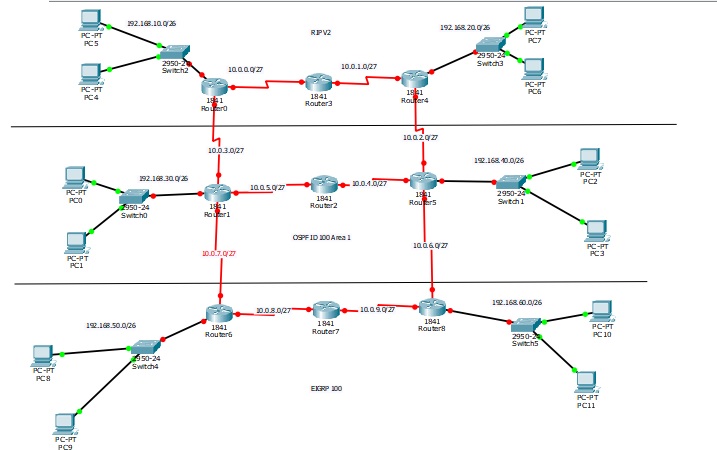 192.168.10.0/26
PC-PT
PC5
2950-24
Switch2
PC-PT
PC4
10.0.0.0/27
1841
Router0
RIPV2
1841
Router3
10.0.1.0/27
192.168.20.0/26
PC-PT
PC7
2950-24
Switch3
PC-PT
PC6
1841
Router4
10.0.3.0/27
10.0.2.0/27
192.168.30.0/26
PC-PT
PC0
2950-24
Switch0
PC-PT
PC1
1841
Router1
10.0.5.0/27
1841
Router2
10.0.4.0/27
1841
Router5
192.168.40.0/26
PC-PT
PC2
2950-24
Switch1
PC-PT
PC3
OSPF ID 100 Area 1
10.0.7.0/27
10.0.6.0/27
192.168.50.0/26
1841
Router6
10.0.8.0/27
1841
Router7
10.0.9.0/27
1841
Router8
192.168.60.0/26
2950-24
Switch5
PC-PT
PC10
PC-PT
PC8
2950-24
Switch4
PC-PT
PC9
EIGRP 100
PC-PT
PC11